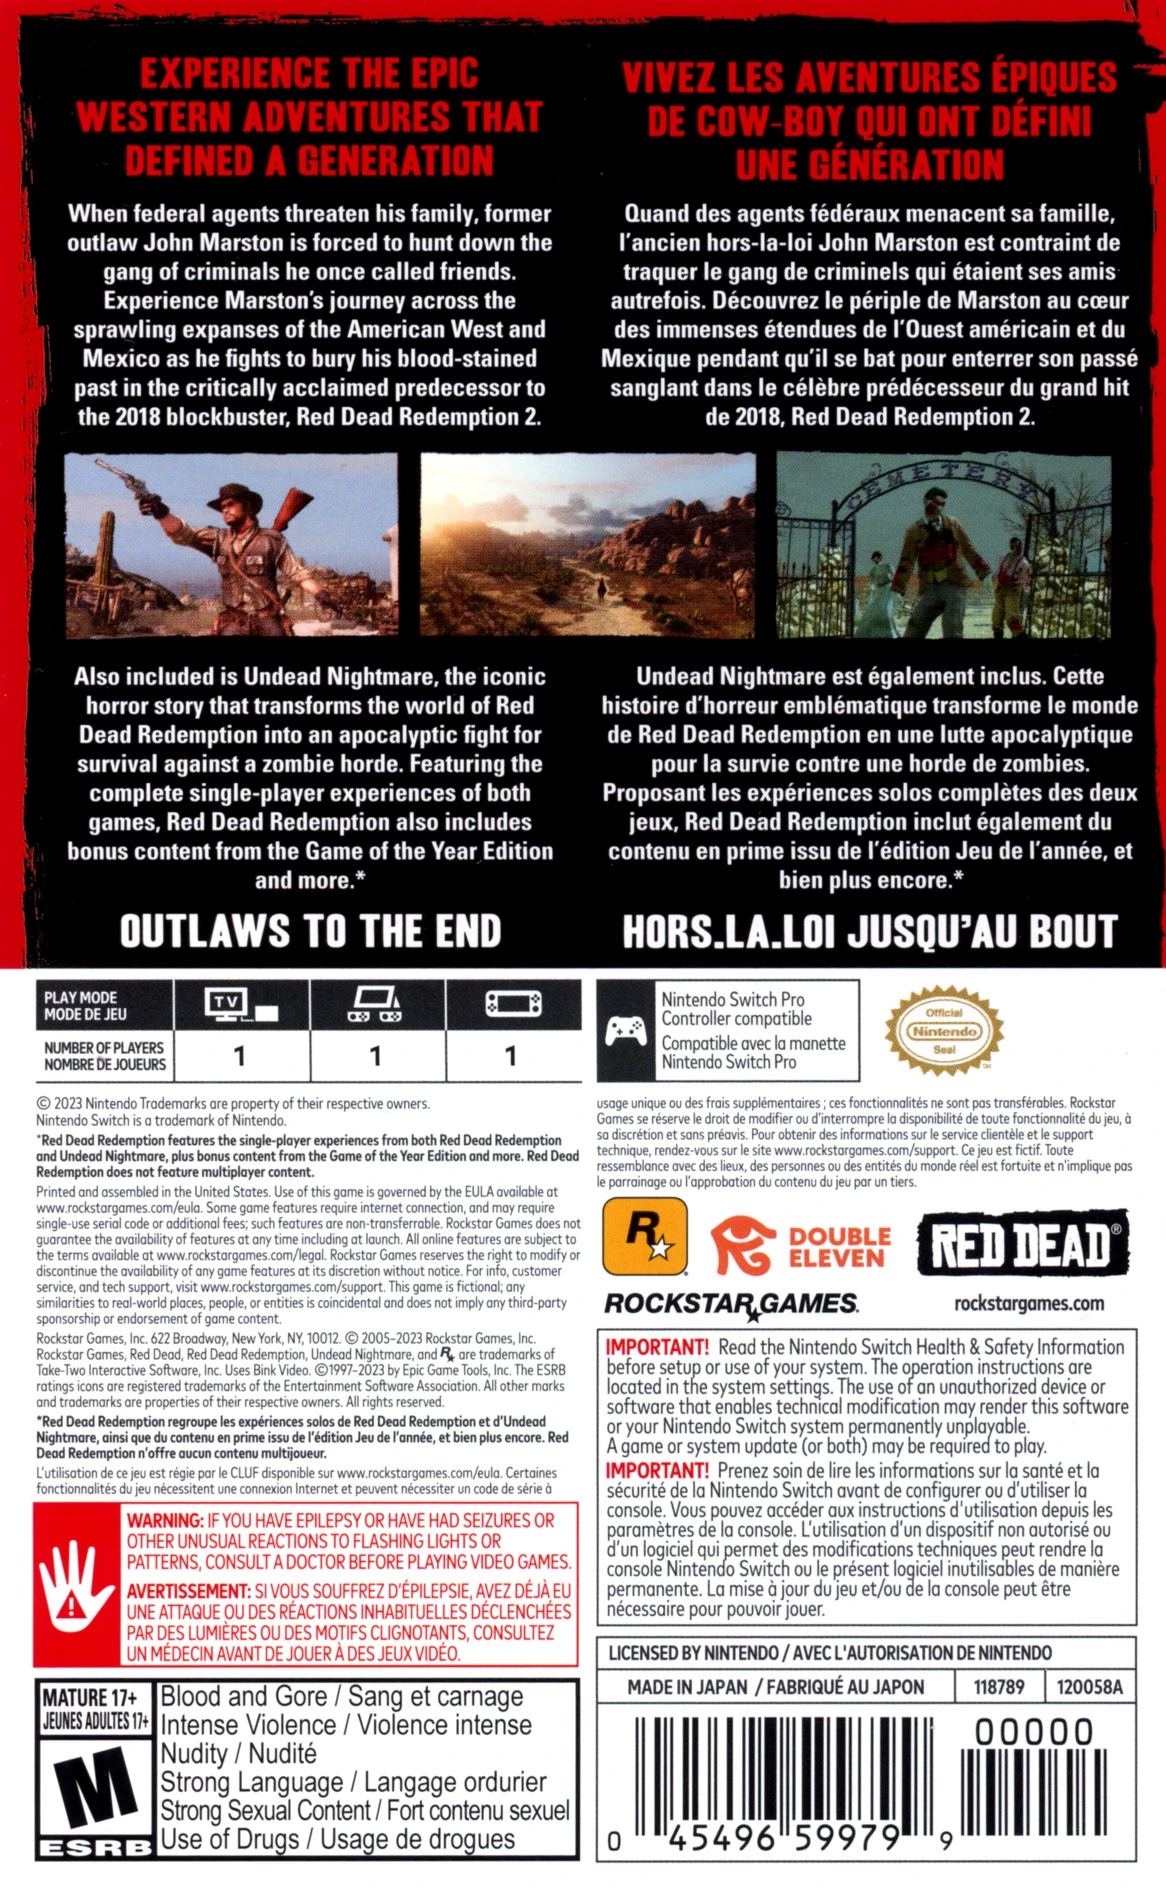 EXPERIENCE THE EPIC
WESTERN ADVENTURES THAT
DEFINED A GENERATION
When federal agents threaten his family, former
outlaw John Marston is forced to hunt down the
gang of criminals he once called friends.
Experience Marston's journey across the
sprawling expanses of the American West and
Mexico as he fights to bury his blood-stained
past in the critically acclaimed predecessor to
the 2018 blockbuster, Red Dead Redemption 2.
VIVEZ LES AVENTURES ÉPIQUES
DE COW-BOY QUI ONT DÉFINI
UNE GÉNÉRATION
Quand des agents fédéraux menacent sa famille,
l'ancien hors-la-loi John Marston est contraint de
traquer le gang de criminels qui étaient ses amis
autrefois. Découvrez le périple de Marston au cœur
des immenses étendues de l'Ouest américain et du
Mexique pendant qu'il se bat pour enterrer son passé
sanglant dans le célèbre prédécesseur du grand hit
de 2018, Red Dead Redemption 2.
CEMETERY
Also included is Undead Nightmare, the iconic
horror story that transforms the world of Red
Dead Redemption into an apocalyptic fight for
survival against a zombie horde. Featuring the
complete single-player experiences of both
games, Red Dead Redemption also includes
bonus content from the Game of the Year Edition
and more.*
OUTLAWS TO THE END
Undead Nightmare est également inclus. Cette
histoire d'horreur emblématique transforme le monde
de Red Dead Redemption en une lutte apocalyptique
pour la survie contre une horde de zombies.
Proposant les expériences solos complètes des deux
jeux, Red Dead Redemption inclut également du
contenu en prime issu de l'édition Jeu de l'année, et
bien plus encore.*
HORS-LA-LOI JUSQU'AU BOUT
PLAY MODE
MODE DE JEU
TV
NUMBER OF PLAYERS
NOMBRE DE JOUEURS
1
1
1
Nintendo Switch Pro
Controller compatible
Compatible avec la manette
Nintendo Switch Pro
Official
Nintendo
Seal
TM
© 2023 Nintendo Trademarks are property of their respective owners.
Nintendo Switch is a trademark of Nintendo.
*Red Dead Redemption features the single-player experiences from both Red Dead Redemption
and Undead Nightmare, plus bonus content from the Game of the Year Edition and more. Red Dead
Redemption does not feature multiplayer content.
Printed and assembled in the United States. Use of this game is governed by the EULA available at
www.rockstargames.com/eula. Some game features require internet connection, and may require
single-use serial code or additional fees; such features are non-transferrable. Rockstar Games does not
guarantee the availability of features at any time including at launch. All online features are subject to
the terms available at www.rockstargames.com/legal. Rockstar Games reserves the right to modify or
discontinue the availability of any game features at its discretion without notice. For info, customer
service, and tech support, visit www.rockstargames.com/support. This game is fictional; any
similarities to real-world places, people, or entities is coincidental and does not imply any third-party
sponsorship or endorsement of game content.
Rockstar Games, Inc. 622 Broadway, New York, NY, 10012. © 2005-2023 Rockstar Games, Inc.
Rockstar Games, Red Dead, Red Dead Redemption, Undead Nightmare, and R★ are trademarks of
Take-Two Interactive Software, Inc. Uses Bink Video. ©1997-2023 by Epic Game Tools, Inc. The ESRB
ratings icons are registered trademarks of the Entertainment Software Association. All other marks
and trademarks are properties of their respective owners. All rights reserved.
*Red Dead Redemption regroupe les expériences solos de Red Dead Redemption et d'Undead
Nightmare, ainsi que du contenu en prime issu de l'édition Jeu de l'année, et bien plus encore. Red
Dead Redemption n'offre aucun contenu multijoueur.
L'utilisation de ce jeu est régie par le CLUF disponible sur www.rockstargames.com/eula. Certaines
fonctionnalités du jeu nécessitent une connexion Internet et peuvent nécessiter un code de série à
usage unique ou des frais supplémentaires ; ces fonctionnalités ne sont pas transférables. Rockstar
Games se réserve le droit de modifier ou d'interrompre la disponibilité de toute fonctionnalité du jeu, à
sa discrétion et sans préavis. Pour obtenir des informations sur le service clientèle et le support
technique, rendez-vous sur le site www.rockstargames.com/support. Ce jeu est fictif. Toute
ressemblance avec des lieux, des personnes ou des entités du monde réel est fortuite et n'implique pas
le parrainage ou l'approbation du contenu du jeu par un tiers.
R★
ROCKSTAR GAMES.
DOUBLE
ELEVEN
RED DEAD®
rockstargames.com
WARNING: IF YOU HAVE EPILEPSY OR HAVE HAD SEIZURES OR
OTHER UNUSUAL REACTIONS TO FLASHING LIGHTS OR
PATTERNS, CONSULT A DOCTOR BEFORE PLAYING VIDEO GAMES.
AVERTISSEMENT: SI VOUS SOUFFREZ D'ÉPILEPSIE, AVEZ DÉJÀ EU
UNE ATTAQUE OU DES RÉACTIONS INHABITUELLES DÉCLENCHÉES
PAR DES LUMIÈRES OU DES MOTIFS CLIGNOTANTS, CONSULTEZ
UN MÉDECIN AVANT DE JOUER À DES JEUX VIDÉO.
MATURE 17+
JEUNES ADULTES 17+
M
ESRB
Blood and Gore / Sang et carnage
Intense Violence / Violence intense
Nudity / Nudité
Strong Language / Langage ordurier
Strong Sexual Content / Fort contenu sexuel
Use of Drugs / Usage de drogues
IMPORTANT! Read the Nintendo Switch Health & Safety Information
before setup or use of your system. The operation instructions are
located in the system settings. The use of an unauthorized device or
software that enables technical modification may render this software
or your Nintendo Switch system permanently unplayable.
A game or system update (or both) may be required to play.
IMPORTANT! Prenez soin de lire les informations sur la santé et la
sécurité de la Nintendo Switch avant de configurer ou d'utiliser la
console. Vous pouvez accéder aux instructions d'utilisation depuis les
paramètres de la console. L'utilisation d'un dispositif non autorisé ou
d'un logiciel qui permet des modifications techniques peut rendre la
console Nintendo Switch ou le présent logiciel inutilisables de manière
permanente. La mise à jour du jeu et/ou de la console peut être
nécessaire pour pouvoir jouer.
LICENSED BY NINTENDO / AVEC L'AUTORISATION DE NINTENDO
MADE IN JAPAN / FABRIQUÉ AU JAPON
118789
120058A
00000
0 45496 59979 9